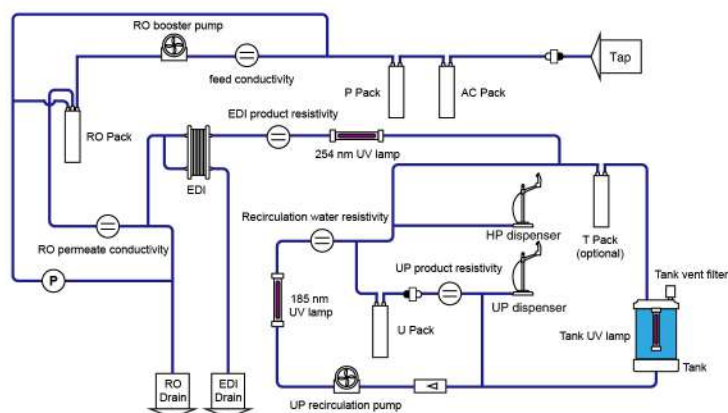 RO booster pump
Tap
feed conductivity
P Pack
AC Pack
EDI product resistivity
RO Pack
254 nm UV lamp
EDI
Recirculation water resistivity
HP dispenser
RO permeate conductivity
T Pack
(optional)
UP product resistivity
P
Tank vent filter
185 nm
UV lamp
UP dispenser
U Pack
Tank UV lamp
Tank
RO
Drain
EDI
Drain
UP recirculation pump